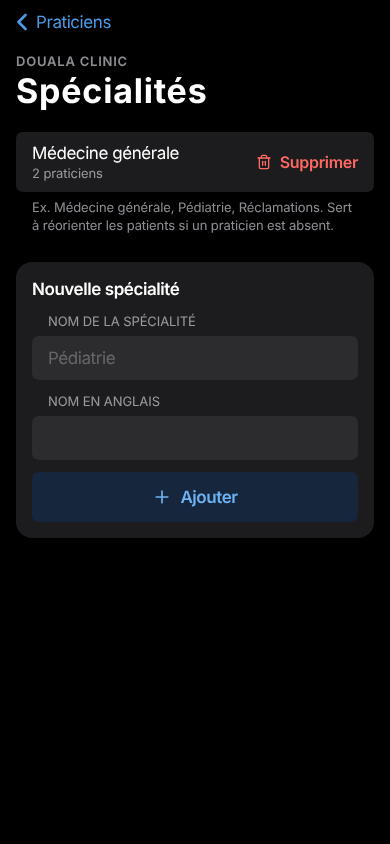 Praticiens
DOUALA CLINIC
Spécialités
Médecine générale
2 praticiens
Supprimer
Ex. Médecine générale, Pédiatrie, Réclamations. Sert
à réorienter les patients si un praticien est absent.
Nouvelle spécialité
NOM DE LA SPÉCIALITÉ
Pédiatrie
NOM EN ANGLAIS
Ajouter